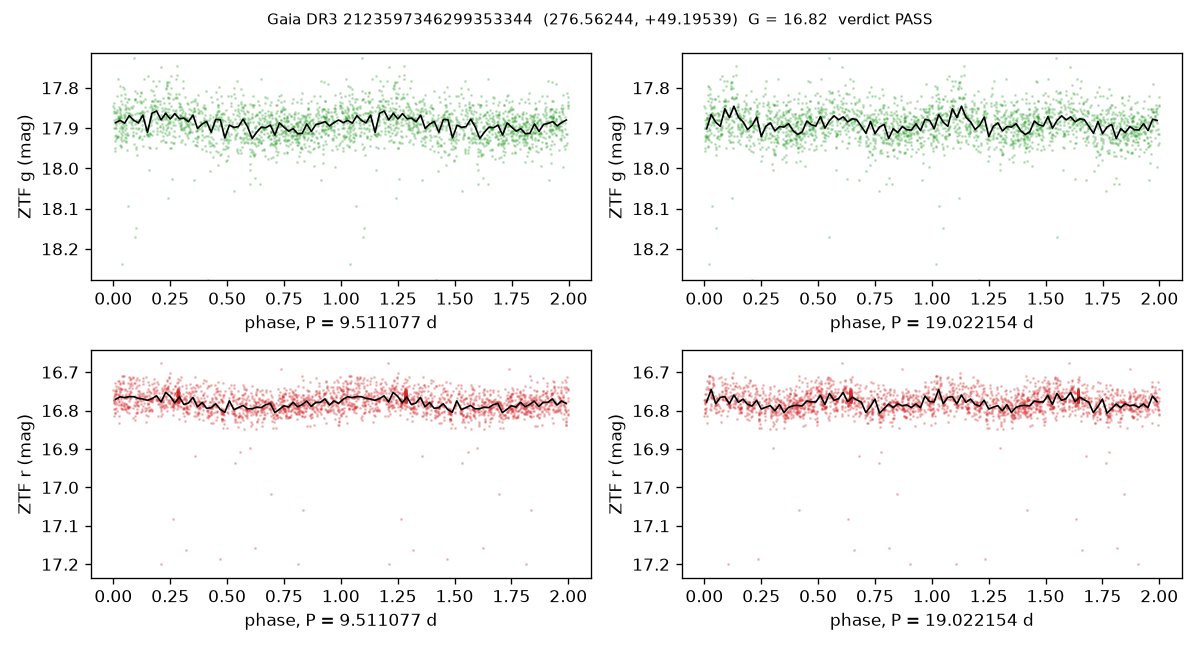 Gaia DR3 2123597346299353344 (276.56244, +49.19539) G = 16.82 verdict PASS
ZTF g (mag)
17.8
17.9
18.0
18.1
18.2
0.00 0.25 0.50 0.75 1.00 1.25 1.50 1.75 2.00
phase, P = 9.511077 d
ZTF g (mag)
17.8
17.9
18.0
18.1
18.2
0.00 0.25 0.50 0.75 1.00 1.25 1.50 1.75 2.00
phase, P = 19.022154 d
ZTF r (mag)
16.7
16.8
16.9
17.0
17.1
17.2
0.00 0.25 0.50 0.75 1.00 1.25 1.50 1.75 2.00
phase, P = 9.511077 d
ZTF r (mag)
16.7
16.8
16.9
17.0
17.1
17.2
0.00 0.25 0.50 0.75 1.00 1.25 1.50 1.75 2.00
phase, P = 19.022154 d